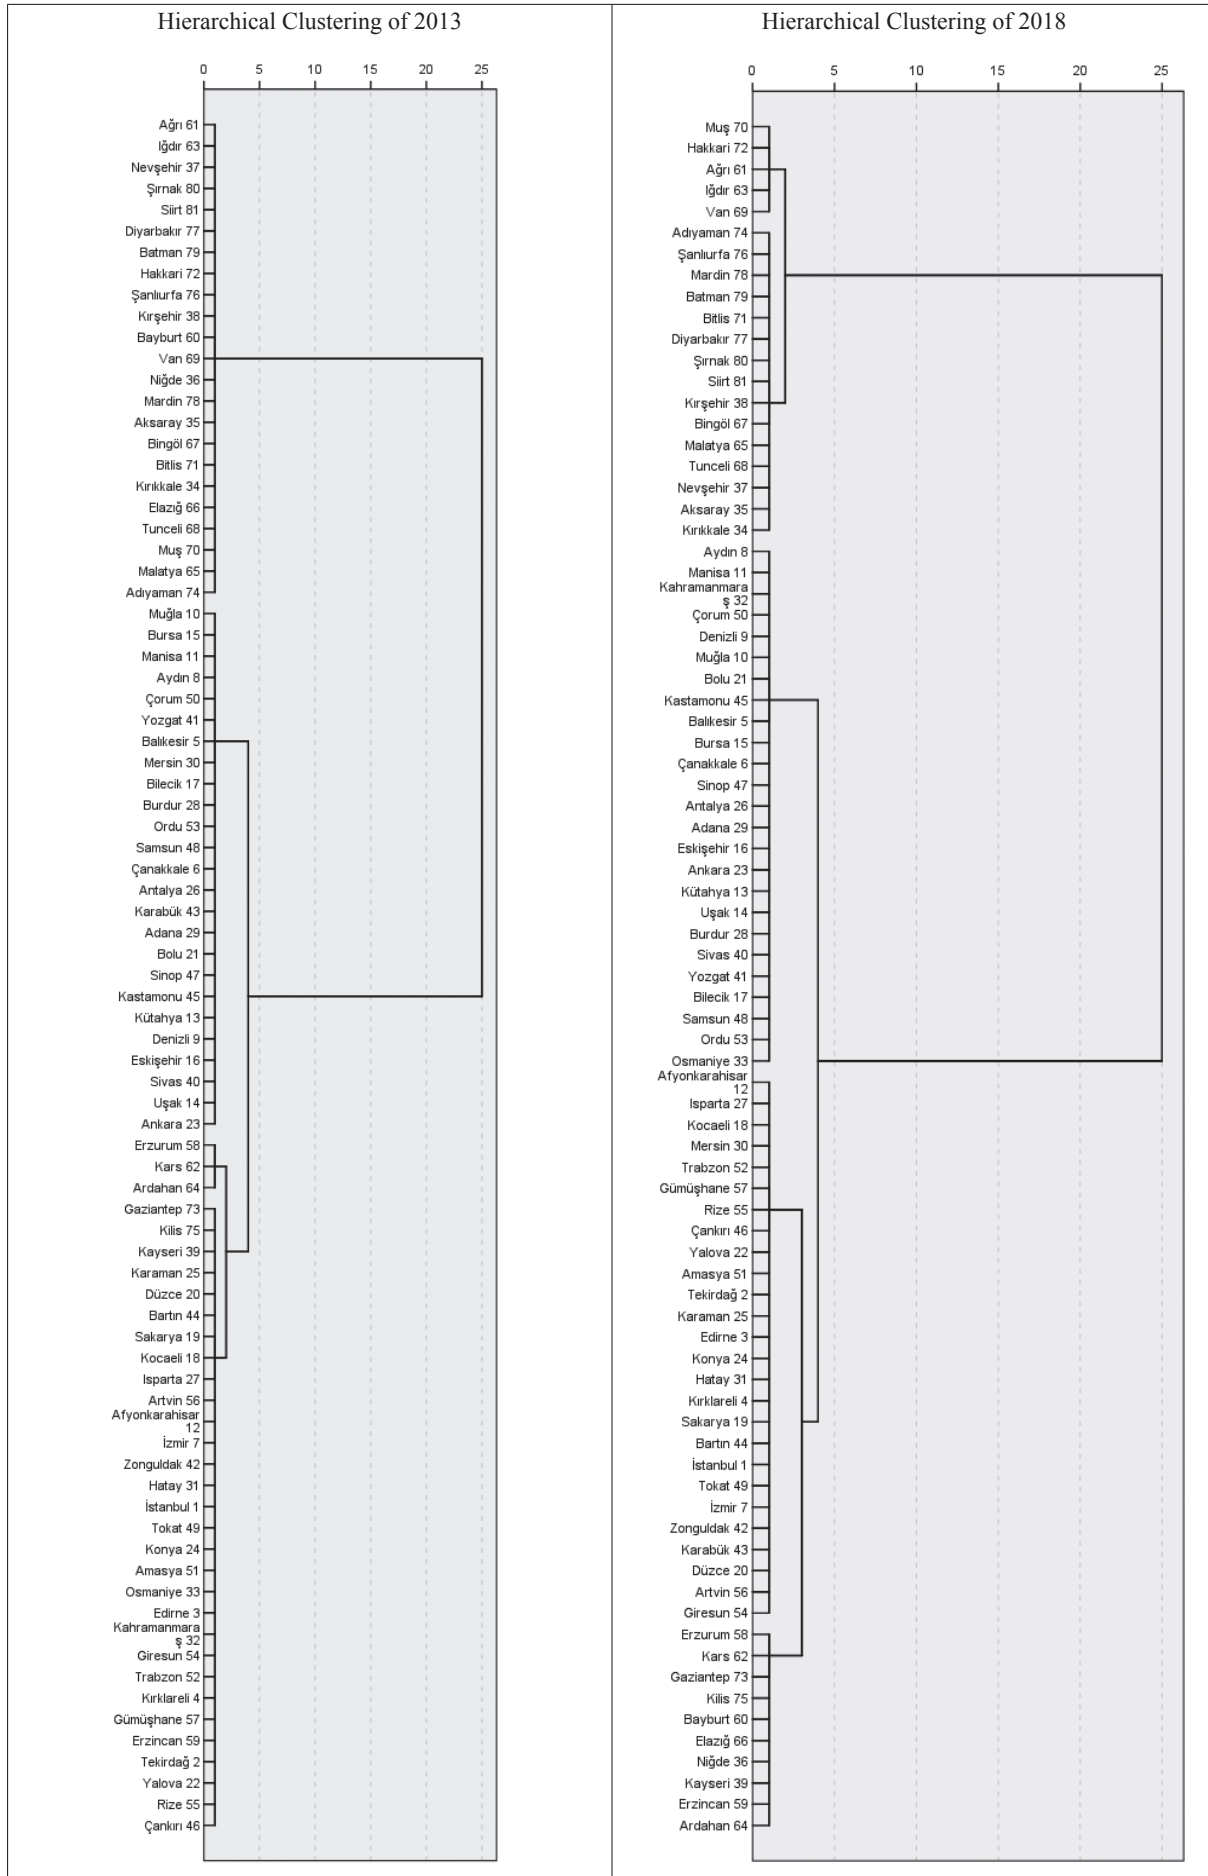 Hierarchical Clustering of 2013
0 5 10 15 20 25
Ağrı 61
Iğdır 63
Nevşehir 37
Şırnak 80
Siirt 81
Diyarbakır 77
Batman 79
Hakkari 72
Şanlıurfa 76
Kırşehir 38
Bayburt 60
Van 69
Niğde 36
Mardin 78
Aksaray 35
Bingöl 67
Bitlis 71
Kırıkkale 34
Elazığ 66
Tunceli 68
Muş 70
Malatya 65
Adıyaman 74
Muğla 10
Bursa 15
Manisa 11
Aydın 8
Çorum 50
Yozgat 41
Balıkesir 5
Mersin 30
Bilecik 17
Burdur 28
Ordu 53
Samsun 48
Çanakkale 6
Antalya 26
Karabük 43
Adana 29
Bolu 21
Sinop 47
Kastamonu 45
Kütahya 13
Denizli 9
Eskişehir 16
Sivas 40
Uşak 14
Ankara 23
Erzurum 58
Kars 62
Ardahan 64
Gaziantep 73
Kilis 75
Kayseri 39
Karaman 25
Düzce 20
Bartın 44
Sakarya 19
Kocaeli 18
Isparta 27
Artvin 56
Afyonkarahisar
12
İzmir 7
Zonguldak 42
Hatay 31
İstanbul 1
Tokat 49
Konya 24
Amasya 51
Osmaniye 33
Edirne 3
Kahramanmara
ş 32
Giresun 54
Trabzon 52
Kırklareli 4
Gümüşhane 57
Erzincan 59
Tekirdağ 2
Yalova 22
Rize 55
Çankırı 46
Hierarchical Clustering of 2018
0 5 10 15 20 25
Muş 70
Hakkari 72
Ağrı 61
Iğdır 63
Van 69
Adıyaman 74
Şanlıurfa 76
Mardin 78
Batman 79
Bitlis 71
Diyarbakır 77
Şırnak 80
Siirt 81
Kırşehir 38
Bingöl 67
Malatya 65
Tunceli 68
Nevşehir 37
Aksaray 35
Kırıkkale 34
Aydın 8
Manisa 11
Kahramanmara
ş 32
Çorum 50
Denizli 9
Muğla 10
Bolu 21
Kastamonu 45
Balıkesir 5
Bursa 15
Çanakkale 6
Sinop 47
Antalya 26
Adana 29
Eskişehir 16
Ankara 23
Kütahya 13
Uşak 14
Burdur 28
Sivas 40
Yozgat 41
Bilecik 17
Samsun 48
Ordu 53
Osmaniye 33
Afyonkarahisar
12
Isparta 27
Kocaeli 18
Mersin 30
Trabzon 52
Gümüşhane 57
Rize 55
Çankırı 46
Yalova 22
Amasya 51
Tekirdağ 2
Karaman 25
Edirne 3
Konya 24
Hatay 31
Kırklareli 4
Sakarya 19
Bartın 44
İstanbul 1
Tokat 49
İzmir 7
Zonguldak 42
Karabük 43
Düzce 20
Artvin 56
Giresun 54
Erzurum 58
Kars 62
Gaziantep 73
Kilis 75
Bayburt 60
Elazığ 66
Niğde 36
Kayseri 39
Erzincan 59
Ardahan 64